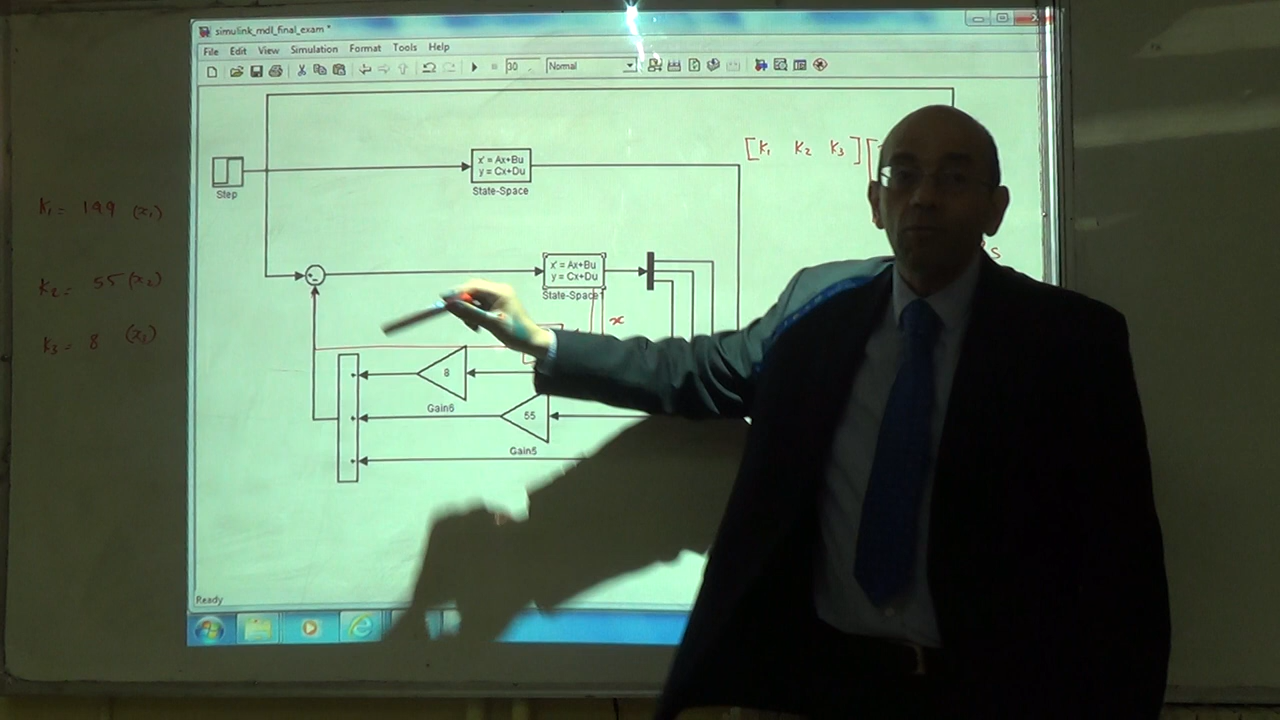 simulink_mdl_final_exam *
File Edit View Simulation Format Tools Help
30 Normal
[K₁ K₂ K₃] [
x' = Ax+Bu
y = Cx+Du
State-Space
Step
K₁ = 199 (x₁)
x' = Ax+Bu
y = Cx+Du
State-Space1
s
K₂ = 55 (x₂)
x
K₃ = 8 (x₃)
8
Gain6
55
Gain5
Ready